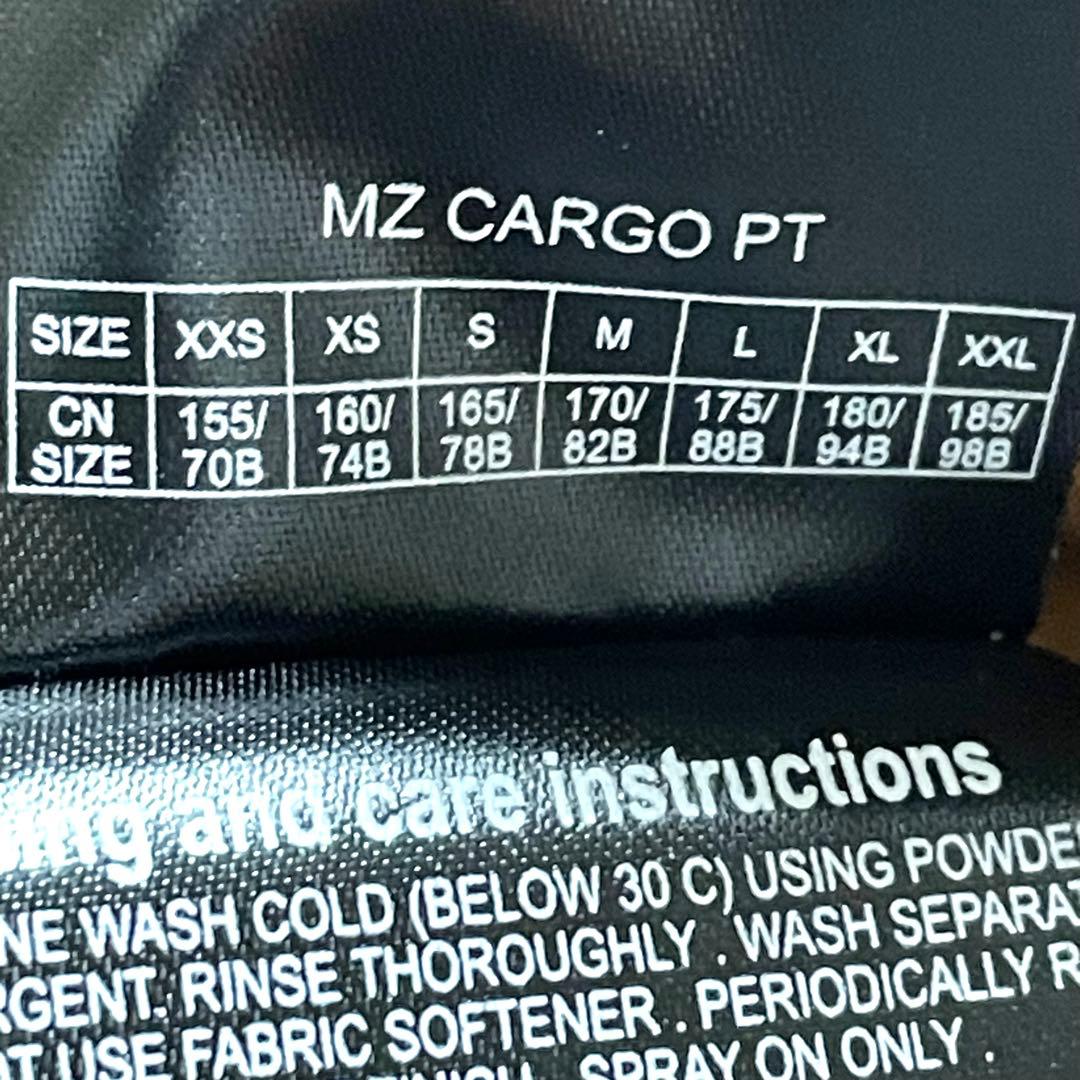 MZ CARGO PT
SIZE XXS XS S M L XL XXL
CN SIZE 155/70B 160/74B 165/78B 170/82B 175/88B 180/94B 185/98B
and care instructions
WASH COLD (BELOW 30 C) USING
RINSE THOROUGHLY . WASH
USE FABRIC SOFTENER . PERIODICALLY
SPRAY ON ONLY .